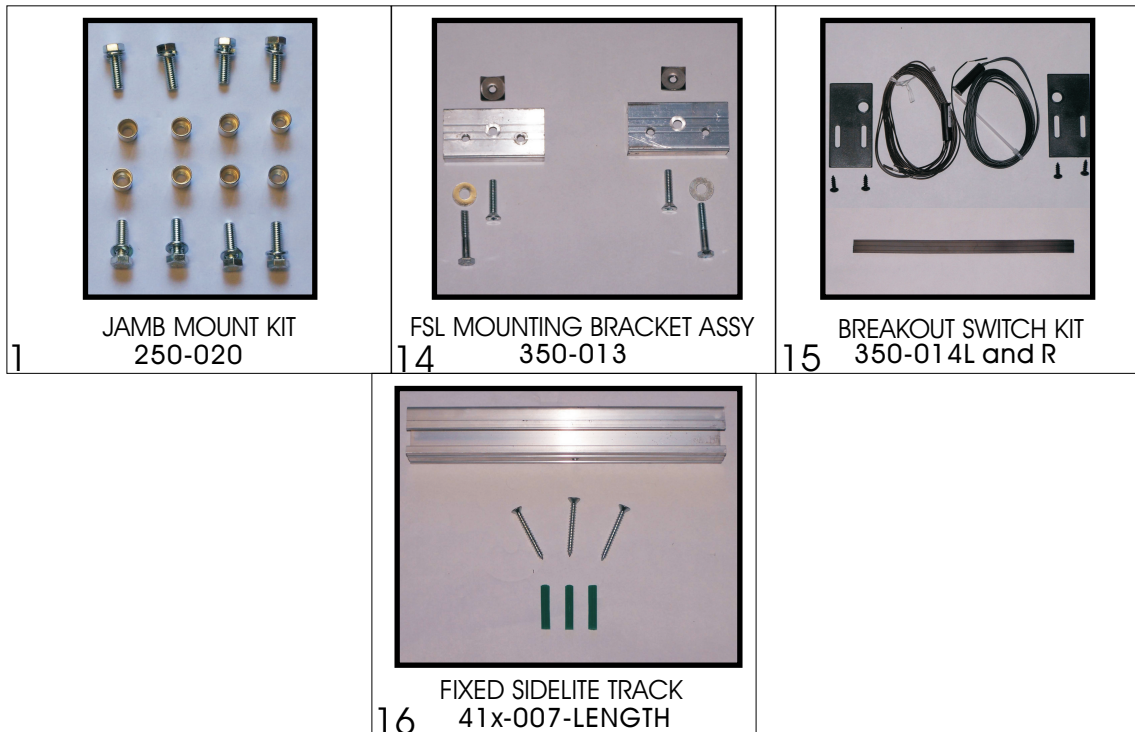 JAMB MOUNT KIT
1 250-020
FSL MOUNTING BRACKET ASSY
14 350-013
BREAKOUT SWITCH KIT
15 350-014L and R
FIXED SIDELITE TRACK
16 41x-007-LENGTH